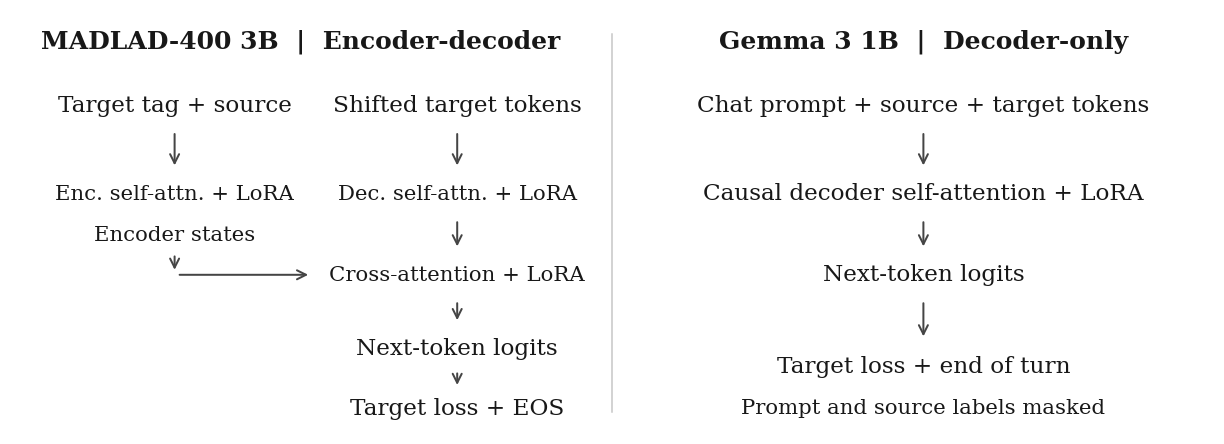 MADLAD-400 3B | Encoder-decoder
Target tag + source
Enc. self-attn. + LoRA
Encoder states
Shifted target tokens
Dec. self-attn. + LoRA
Cross-attention + LoRA
Next-token logits
Target loss + EOS
Gemma 3 1B | Decoder-only
Chat prompt + source + target tokens
Causal decoder self-attention + LoRA
Next-token logits
Target loss + end of turn
Prompt and source labels masked